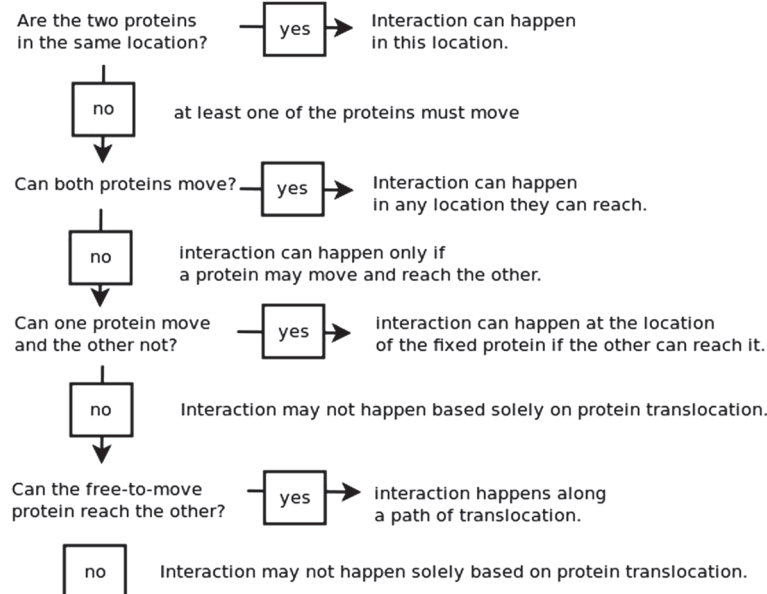 Are the two proteins
in the same location?
yes
Interaction can happen
in this location.
no
at least one of the proteins must move
Can both proteins move?
yes
Interaction can happen
in any location they can reach.
no
interaction can happen only if
a protein may move and reach the other.
Can one protein move
and the other not?
yes
interaction can happen at the location
of the fixed protein if the other can reach it.
no
Interaction may not happen based solely on protein translocation.
Can the free-to-move
protein reach the other?
yes
interaction happens along
a path of translocation.
no
Interaction may not happen solely based on protein translocation.